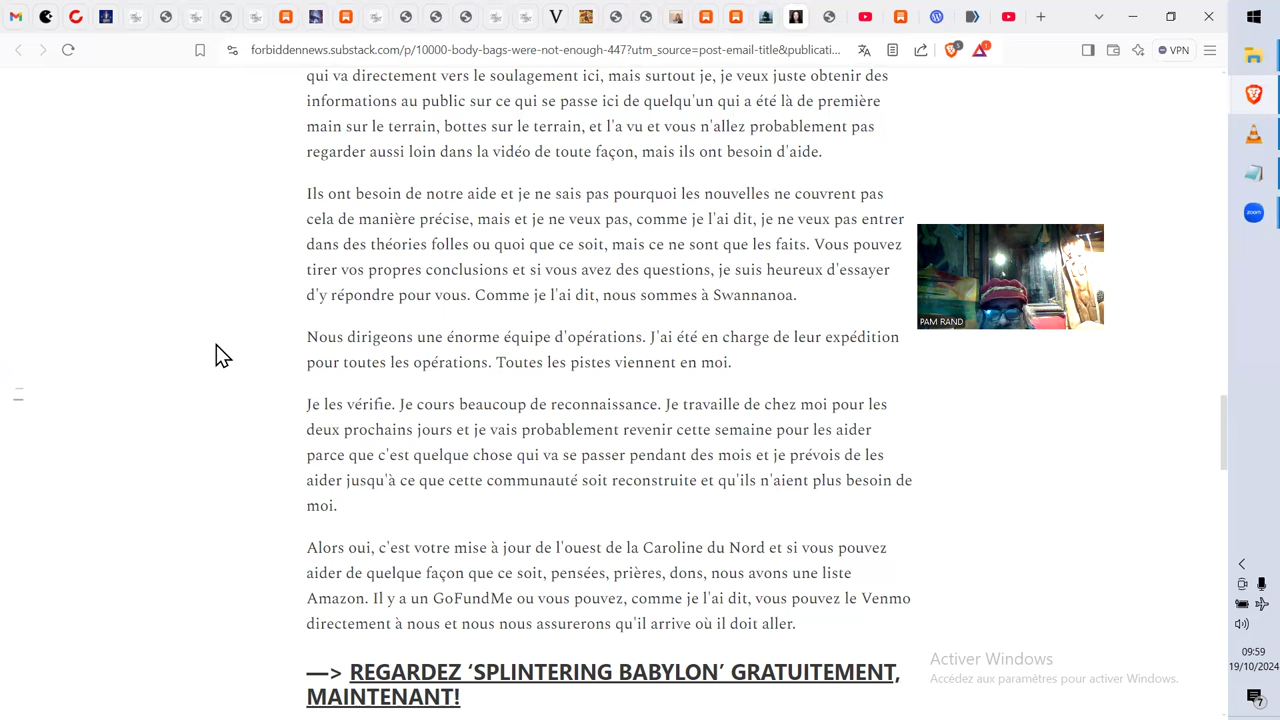 forbiddennews.substack.com/p/10000-body-bags-were-not-enough-447?utm_source=post-email-title&publicati...
VPN
qui va directement vers le soulagement ici, mais surtout je, je veux juste obtenir des
informations au public sur ce qui se passe ici de quelqu'un qui a été là de première
main sur le terrain, bottes sur le terrain, et l'a vu et vous n'allez probablement pas
regarder aussi loin dans la vidéo de toute façon, mais ils ont besoin d'aide.
Ils ont besoin de notre aide et je ne sais pas pourquoi les nouvelles ne couvrent pas
cela de manière précise, mais et je ne veux pas, comme je l'ai dit, je ne veux pas entrer
dans des théories folles ou quoi que ce soit, mais ce ne sont que les faits. Vous pouvez
tirer vos propres conclusions et si vous avez des questions, je suis heureux d'essayer
d'y répondre pour vous. Comme je l'ai dit, nous sommes à Swannanoa.
PAM RAND
Nous dirigeons une énorme équipe d'opérations. J'ai été en charge de leur expédition
pour toutes les opérations. Toutes les pistes viennent en moi.
Je les vérifie. Je cours beaucoup de reconnaissance. Je travaille de chez moi pour les
deux prochains jours et je vais probablement revenir cette semaine pour les aider
parce que c'est quelque chose qui va se passer pendant des mois et je prévois de les
aider jusqu'à ce que cette communauté soit reconstruite et qu'ils n'aient plus besoin de
moi.
Alors oui, c'est votre mise à jour de l'ouest de la Caroline du Nord et si vous pouvez
aider de quelque façon que ce soit, pensées, prières, dons, nous avons une liste
Amazon. Il y a un GoFundMe ou vous pouvez, comme je l'ai dit, vous pouvez le Venmo
directement à nous et nous nous assurerons qu'il arrive où il doit aller.
—> REGARDEZ ‘SPLINTERING BABYLON’ GRATUITEMENT,
MAINTENANT!
Activer Windows
Accédez aux paramètres pour activer Windows.
zoom
09:59
19/10/2024
7